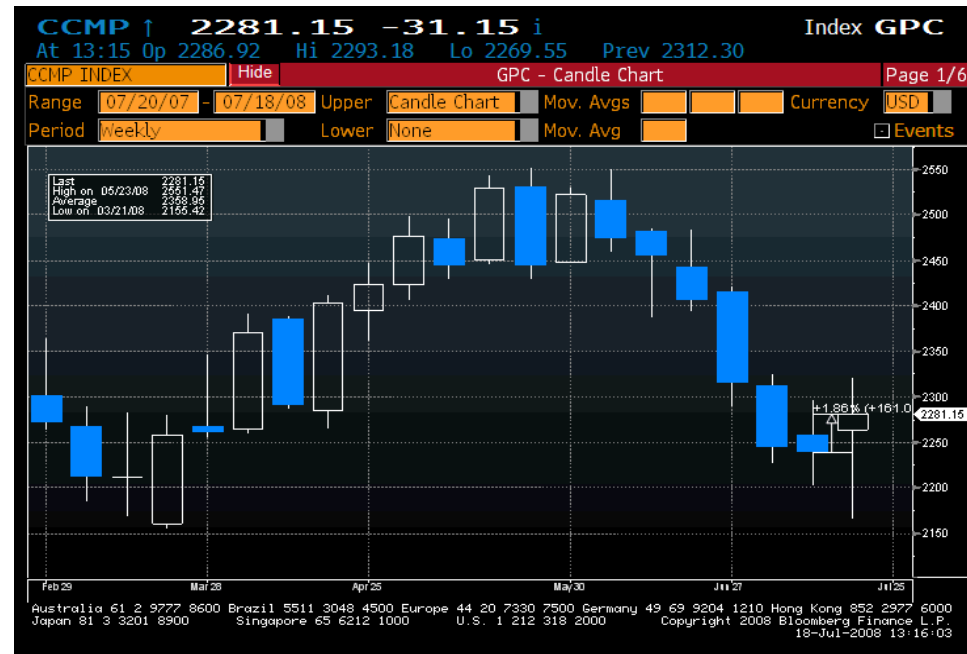 CCMP ↑ 2281.15 -31.15 i Index GPC
At 13:15 Op 2286.92 Hi 2293.18 Lo 2269.55 Prev 2312.30
CCMP INDEX Hide GPC - Candle Chart Page 1/6
Range 07/20/07 - 07/18/08 Upper Candle Chart Mov. Avgs Currency USD
Period Weekly Lower None Mov. Avg Events
Last 2281.15
High on 05/23/08 2551.47
Average 2358.95
Low on 03/21/08 2155.42
2550
2500
2450
2400
2350
2300
+1.86% (+161.0
2281.15
2250
2200
2150
Feb 29 Mar 28 Apr 25 May 30 Jun 27 Jul 25
Australia 61 2 9777 8600 Brazil 5511 3048 4500 Europe 44 20 7330 7500 Germany 49 69 9204 1210 Hong Kong 852 2977 6000
Japan 81 3 3201 8900 Singapore 65 6212 1000 U.S. 1 212 318 2000 Copyright 2008 Bloomberg Finance L.P.
18-Jul-2008 13:16:03